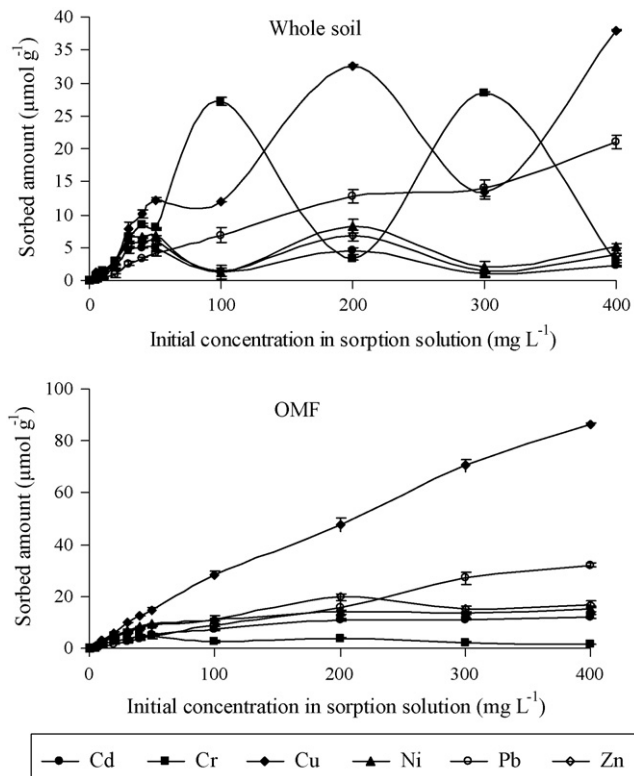 Whole soil
40
35
30
25
20
15
10
5
0
Sorbed amount (µmol g-1)
0 100 200 300 400
Initial concentration in sorption solution (mg L-1)
OMF
100
80
60
40
20
0
Sorbed amount (µmol g-1)
0 100 200 300 400
Initial concentration in sorption solution (mg L-1)
Cd Cr Cu Ni Pb Zn